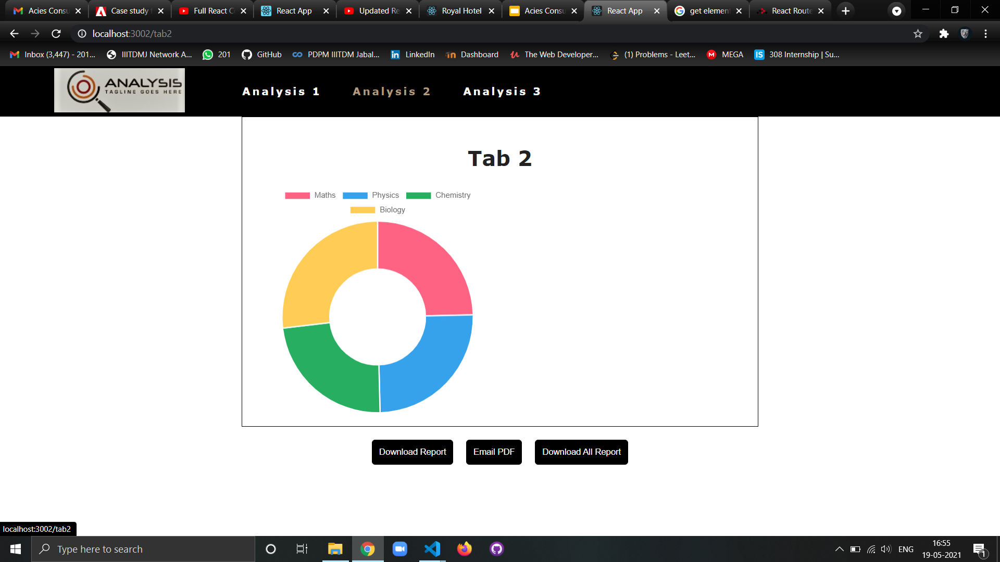 Acies Consu
Case study f
Full React C
React App
Updated Re
Royal Hotel
Acies Consu
React App
get element
React Route
localhost:3002/tab2
Inbox (3,447) - 201...
IIITDMJ Network A...
201
GitHub
PDPM IIITDM Jabal...
LinkedIn
Dashboard
The Web Developer...
(1) Problems - Leet...
MEGA
308 Internship | Su...
ANALYSIS
TAGLINE GOES HERE
Analysis 1
Analysis 2
Analysis 3
Tab 2
Maths
Physics
Chemistry
Biology
Download Report
Email PDF
Download All Report
localhost:3002/tab2
Type here to search
ENG
16:55
19-05-2021
1